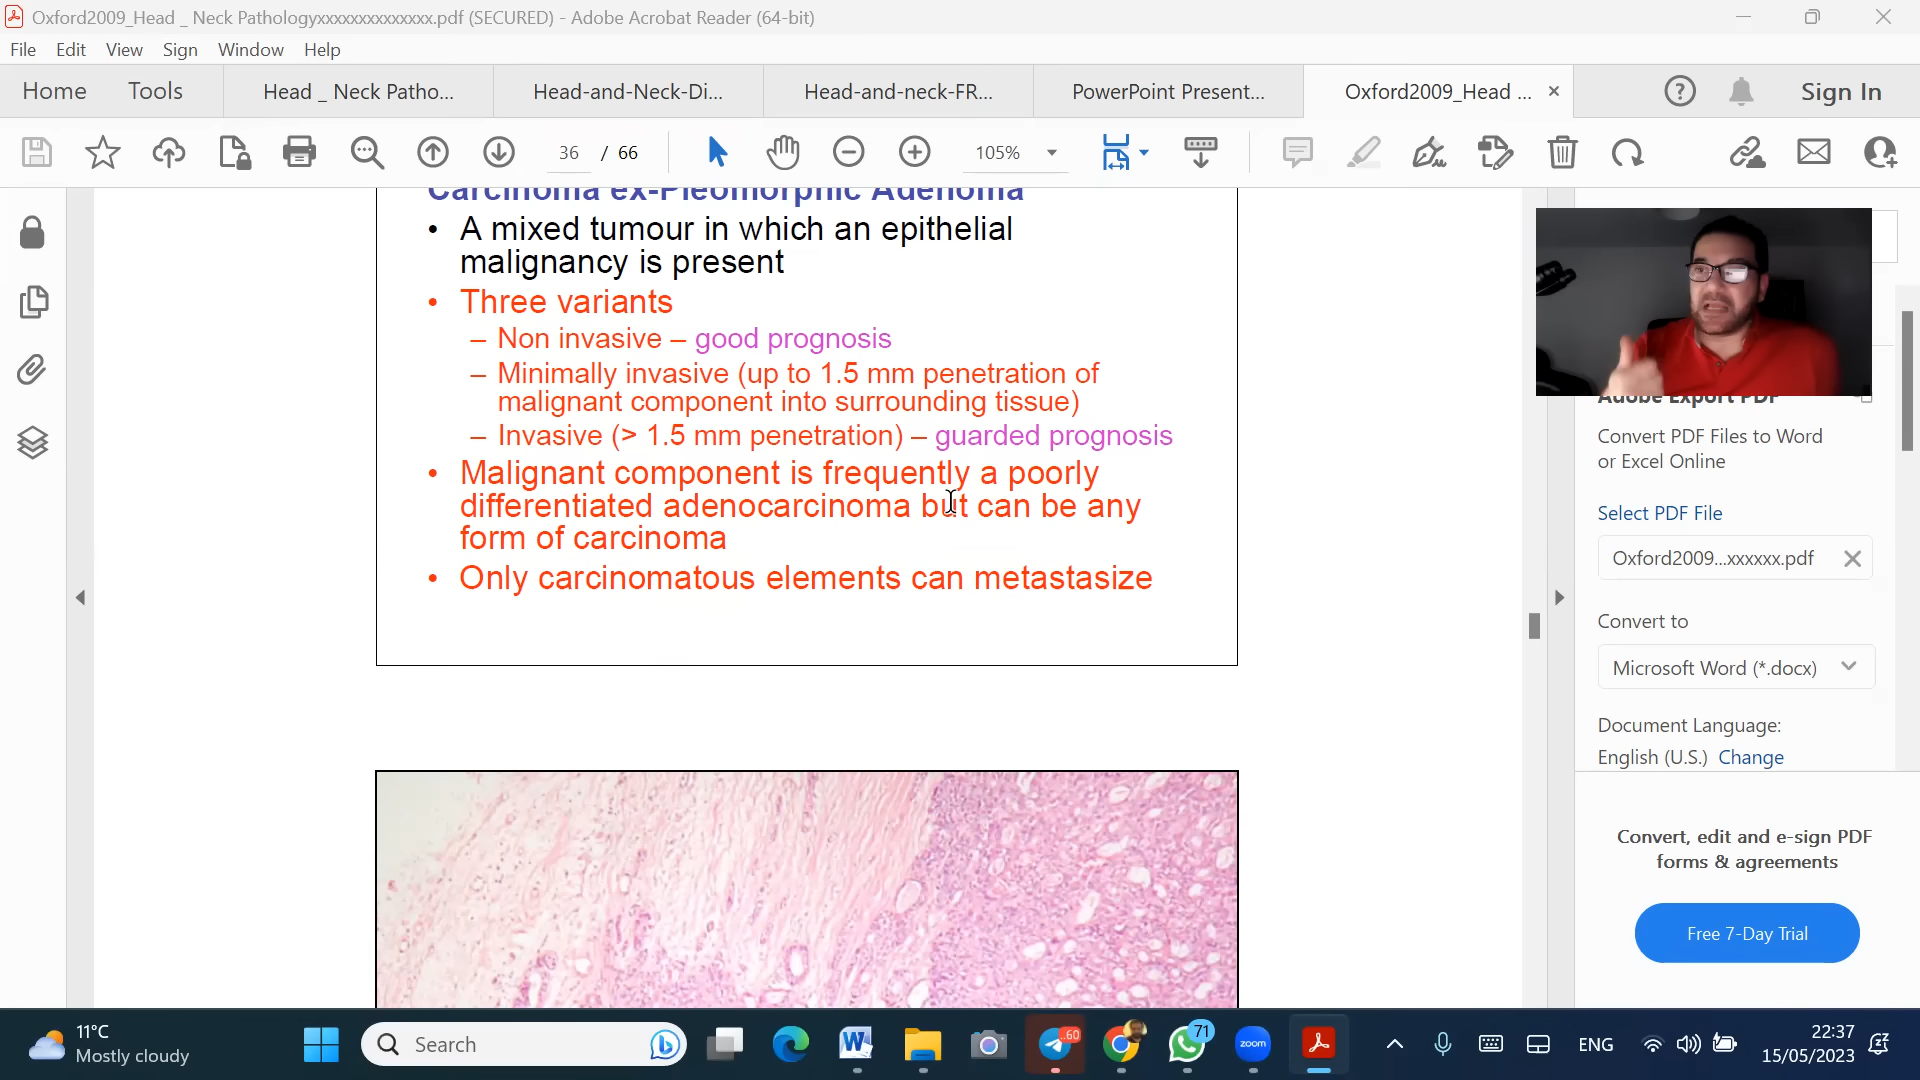 Oxford2009_Head _ Neck Pathologyxxxxxxxxxxxxxx.pdf (SECURED) - Adobe Acrobat Reader (64-bit)
File Edit View Sign Window Help
Home Tools Head _ Neck Patho... Head-and-Neck-Di... Head-and-neck-FR... PowerPoint Present... Oxford2009_Head ... Sign In
36 / 66 105%
Carcinoma ex-Pleomorphic Adenoma
• A mixed tumour in which an epithelial
malignancy is present
• Three variants
– Non invasive – good prognosis
– Minimally invasive (up to 1.5 mm penetration of
malignant component into surrounding tissue)
– Invasive (> 1.5 mm penetration) – guarded prognosis
• Malignant component is frequently a poorly
differentiated adenocarcinoma but can be any
form of carcinoma
• Only carcinomatous elements can metastasize
Adobe Export PDF
Convert PDF Files to Word
or Excel Online
Select PDF File
Oxford2009...xxxxxx.pdf
Convert to
Microsoft Word (*.docx)
Document Language:
English (U.S.) Change
Convert, edit and e-sign PDF
forms & agreements
Free 7-Day Trial
11°C
Mostly cloudy
Search
60
71
zoom
ENG
22:37
15/05/2023